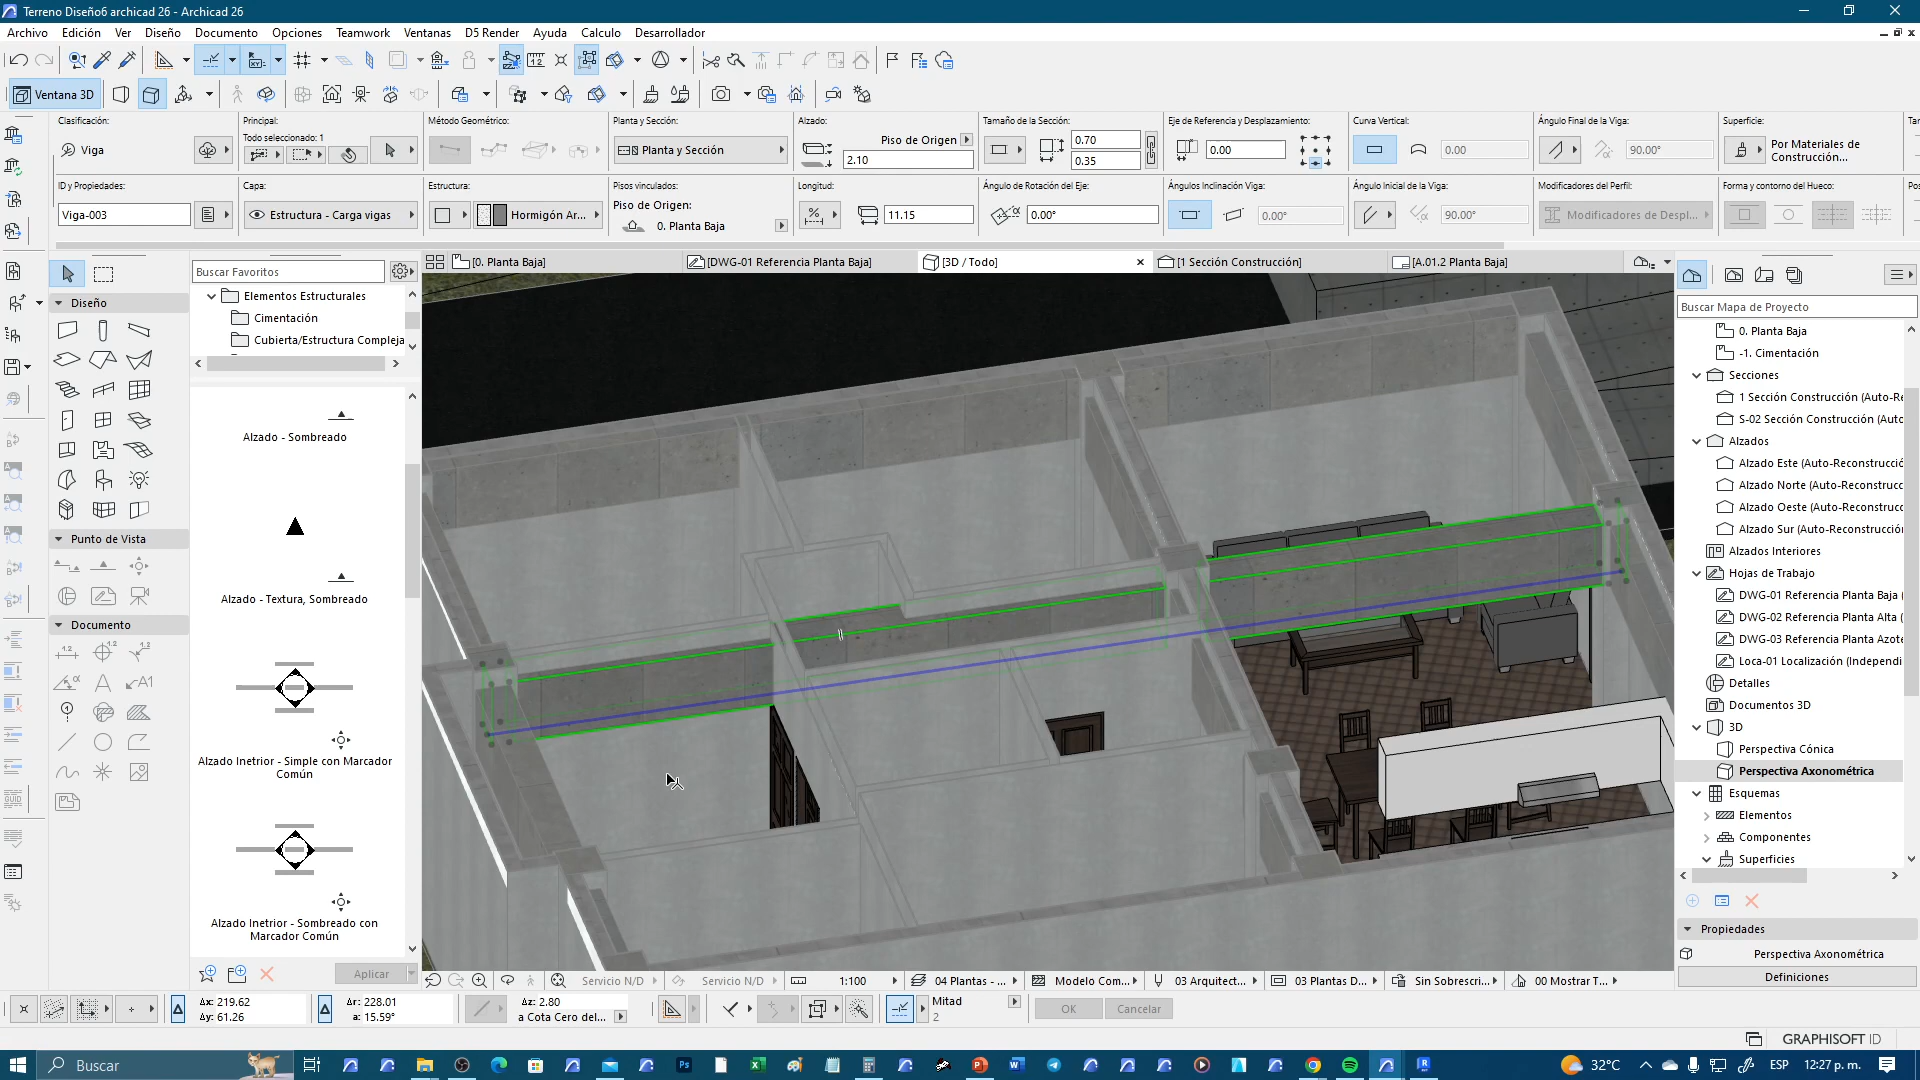 Terreno Diseño6 archicad 26 - Archicad 26
Archivo Edición Ver Diseño Documento Opciones Teamwork Ventanas D5 Render Ayuda Calculo Desarrollador
Ventana 3D
Clasificación: Principal: Método Geométrico: Planta y Sección: Alzado: Tamaño de la Sección: Eje de Referencia y Desplazamiento: Curva Vertical: Ángulo Final de la Viga: Superficie:
Todo seleccionado: 1
Viga Planta y Sección Piso de Origen 2.10 0.70 0.35 0.00 0.00 90.00° Por Materiales de Construcción...
ID y Propiedades: Capa: Estructura: Pisos vinculados: Longitud: Ángulo de Rotación del Eje: Ángulos Inclinación Viga: Ángulo Inicial de la Viga: Modificadores del Perfil: Forma y contorno del Hueco:
Piso de Origen:
Viga-003 Estructura - Carga vigas Hormigón Ar... 0. Planta Baja 11.15 0.00° 0.00° 90.00° Modificadores de Despl...
[0. Planta Baja] [DWG-01 Referencia Planta Baja] [3D / Todo] [1 Sección Construcción] [A.01.2 Planta Baja]
Buscar Favoritos
Elementos Estructurales
Cimentación
Cubierta/Estructura Compleja
Alzado - Sombreado
Alzado - Textura, Sombreado
Alzado Inetrior - Simple con Marcador Común
Alzado Inetrior - Sombreado con Marcador Común
Aplicar
Diseño
Punto de Vista
Documento
Buscar Mapa de Proyecto
0. Planta Baja
-1. Cimentación
Secciones
1 Sección Construcción (Auto-Re
S-02 Sección Construcción (Auto
Alzados
Alzado Este (Auto-Reconstrucció
Alzado Norte (Auto-Reconstrucc
Alzado Oeste (Auto-Reconstrucc
Alzado Sur (Auto-Reconstrucción
Alzados Interiores
Hojas de Trabajo
DWG-01 Referencia Planta Baja (
DWG-02 Referencia Planta Alta (
DWG-03 Referencia Planta Azote
Loca-01 Localización (Independi
Detalles
Documentos 3D
3D
Perspectiva Cónica
Perspectiva Axonométrica
Esquemas
Elementos
Componentes
Superficies
Propiedades
Perspectiva Axonométrica
Definiciones
Servicio N/D Servicio N/D 1:100 04 Plantas - ... Modelo Com... 03 Arquitect... 03 Plantas D... Sin Sobrescri... 00 Mostrar T...
Δx: 219.62 Δr: 228.01 Δz: 2.80 Mitad
Δy: 61.26 a: 15.59° a Cota Cero del... 2 OK Cancelar
GRAPHISOFT ID
Buscar 32°C ESP 12:27 p. m.